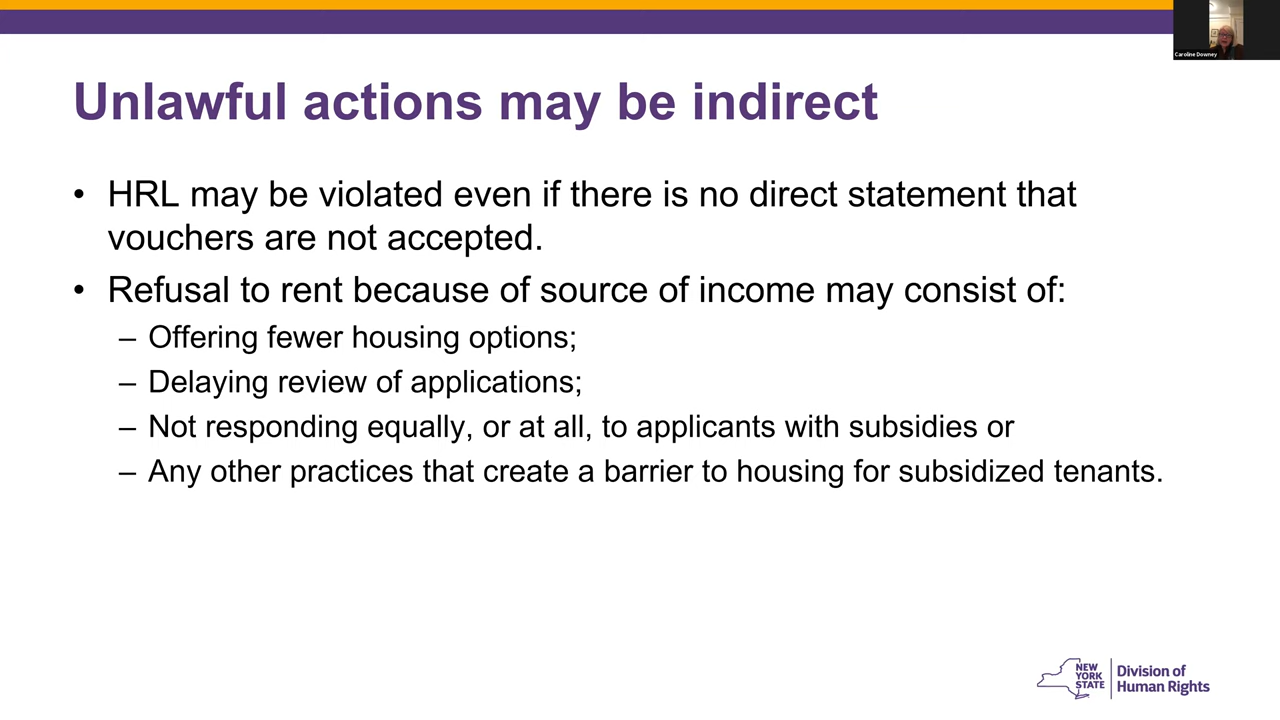 Caroline Downey
Unlawful actions may be indirect
• HRL may be violated even if there is no direct statement that
vouchers are not accepted.
• Refusal to rent because of source of income may consist of:
– Offering fewer housing options;
– Delaying review of applications;
– Not responding equally, or at all, to applicants with subsidies or
– Any other practices that create a barrier to housing for subsidized tenants.
NEW
YORK
STATE
Division of
Human Rights